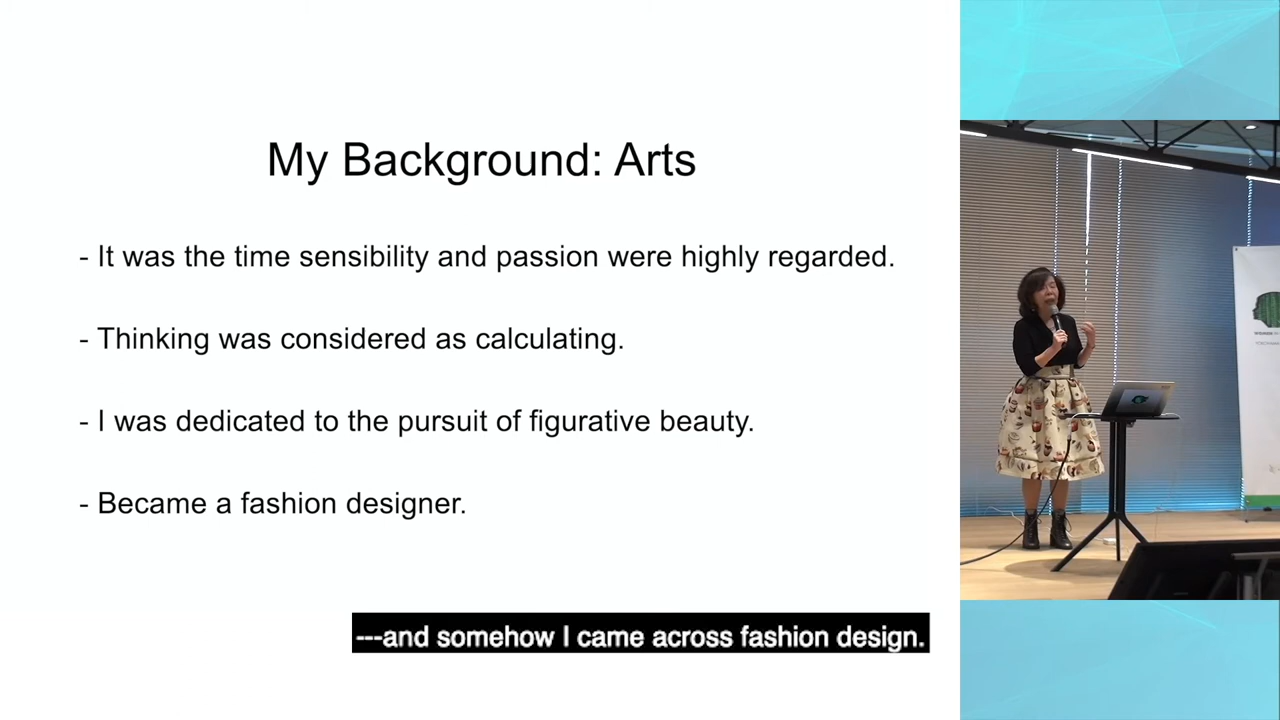 My Background: Arts
- It was the time sensibility and passion were highly regarded.
- Thinking was considered as calculating.
- I was dedicated to the pursuit of figurative beauty.
- Became a fashion designer.
---and somehow I came across fashion design.